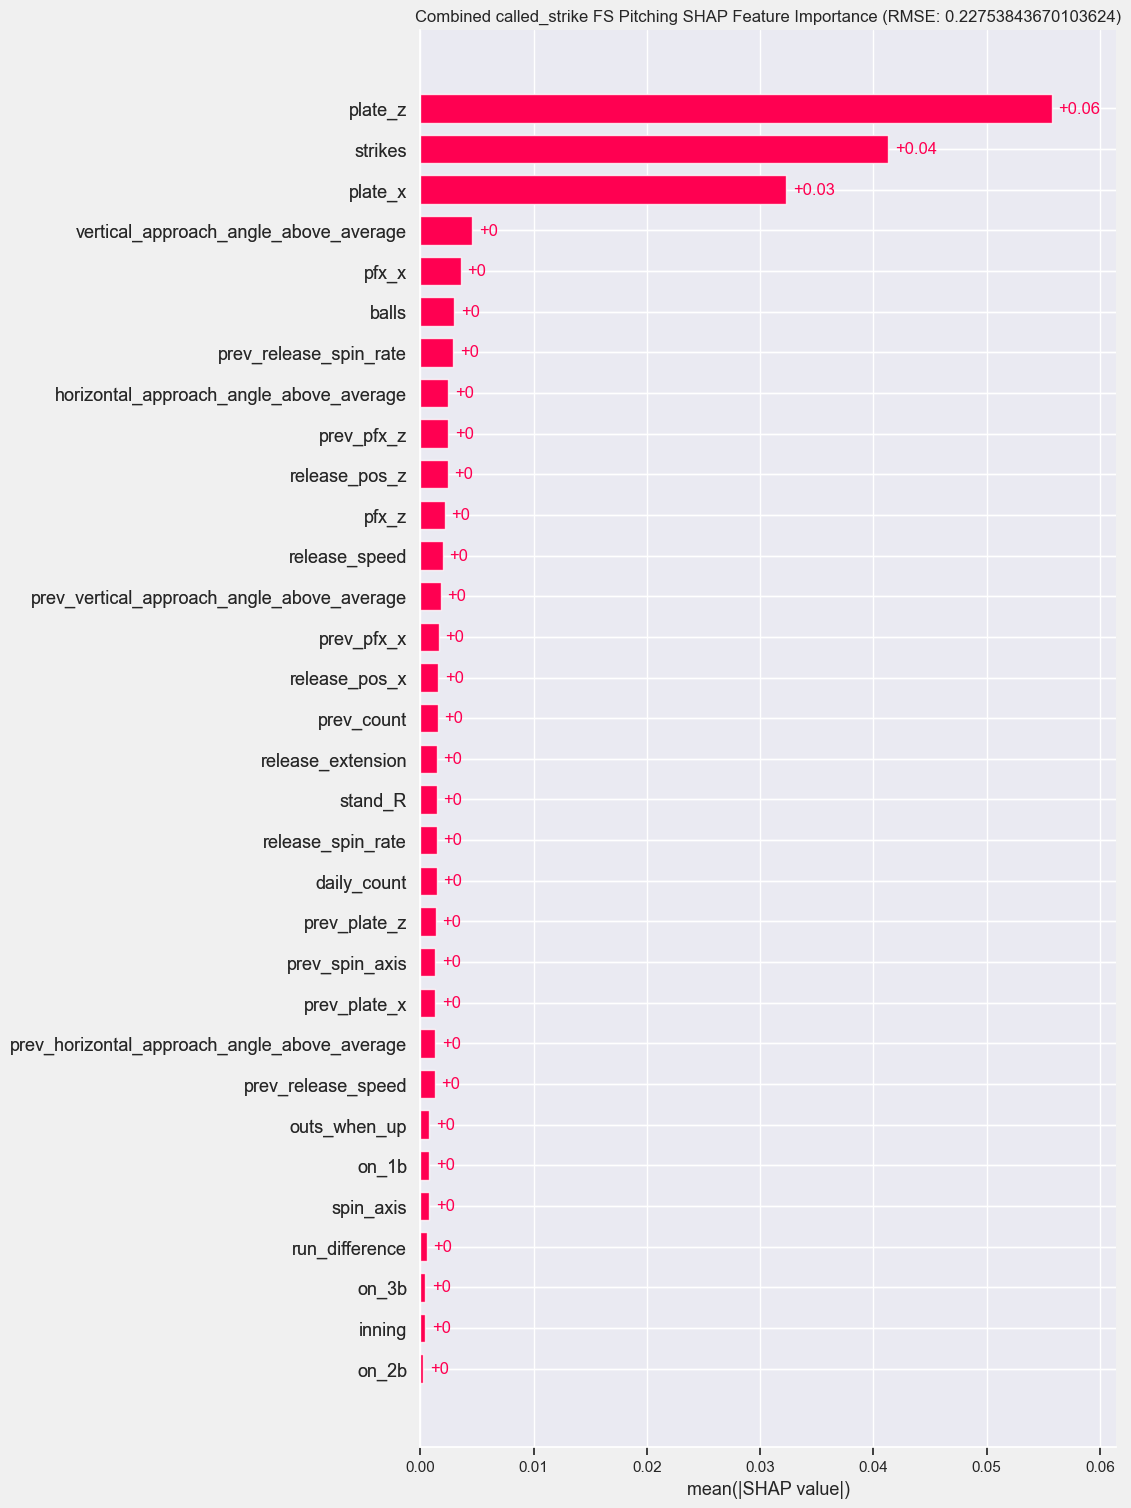 Combined called_strike FS Pitching SHAP Feature Importance (RMSE: 0.22753843670103624)
plate_z +0.06
strikes +0.04
plate_x +0.03
vertical_approach_angle_above_average +0
pfx_x +0
balls +0
prev_release_spin_rate +0
horizontal_approach_angle_above_average +0
prev_pfx_z +0
release_pos_z +0
pfx_z +0
release_speed +0
prev_vertical_approach_angle_above_average +0
prev_pfx_x +0
release_pos_x +0
prev_count +0
release_extension +0
stand_R +0
release_spin_rate +0
daily_count +0
prev_plate_z +0
prev_spin_axis +0
prev_plate_x +0
prev_horizontal_approach_angle_above_average +0
prev_release_speed +0
outs_when_up +0
on_1b +0
spin_axis +0
run_difference +0
on_3b +0
inning +0
on_2b +0
0.00 0.01 0.02 0.03 0.04 0.05 0.06
mean(|SHAP value|)